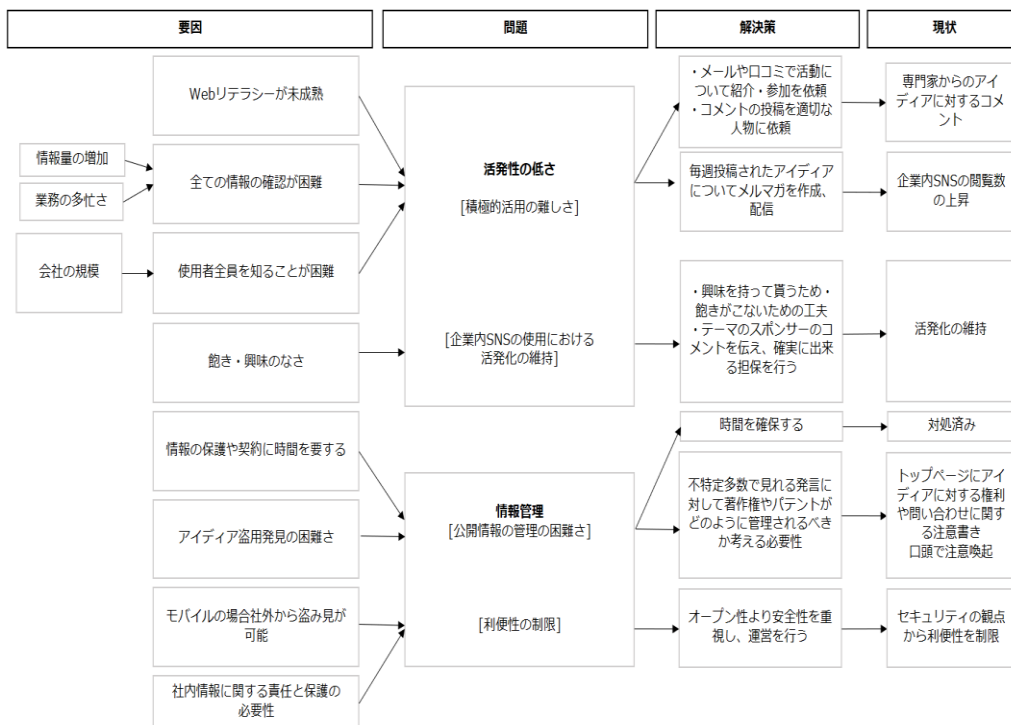 要因
問題
解決策
現状
Webリテラシーが未成熟
情報量の増加
業務の多忙さ
全ての情報の確認が困難
会社の規模
使用者全員を知ることが困難
飽き・興味のなさ
情報の保護や契約に時間を要する
アイディア盗用発見の困難さ
モバイルの場合社外から盗み見が
可能
社内情報に関する責任と保護の
必要性
活発性の低さ
[積極的活用の難しさ]
[企業内SNSの使用における
活発化の維持]
情報管理
[公開情報の管理の困難さ]
[利便性の制限]
・メールや口コミで活動に
ついて紹介・参加を依頼
・コメントの投稿を適切な
人物に依頼
毎週投稿されたアイディア
についてメルマガを作成、
配信
・興味を持って貰うため・
飽きがこないための工夫
・テーマのスポンサーのコ
メントを伝え、確実に出来
る担保を行う
時間を確保する
不特定多数で見れる発言に
対して著作権やパテントが
どのように管理されるべき
か考える必要性
オープン性より安全性を重
視し、運営を行う
専門家からのアイ
ディアに対するコメ
ント
企業内SNSの閲覧数
の上昇
活発化の維持
対処済み
トップページにアイ
ディアに対する権利
や問い合わせに関す
る注意書き
口頭で注意喚起
セキュリティの観点
から利便性を制限